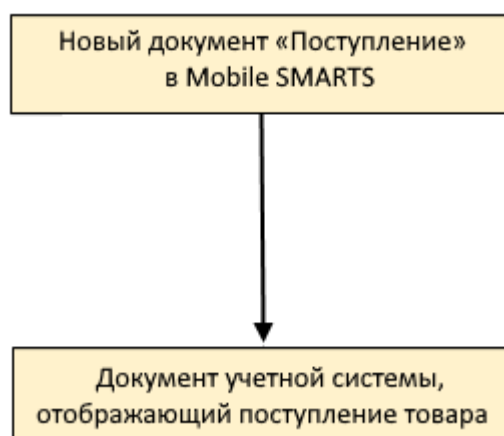 Новый документ «Поступление»
в Mobile SMARTS
Документ учетной системы,
отображающий поступление товара